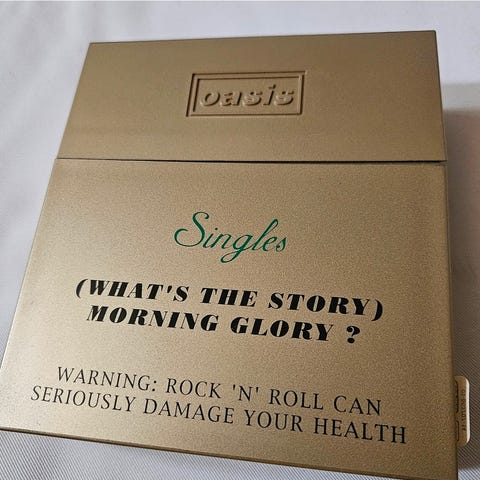 oasis
Singles
(WHAT'S THE STORY)
MORNING GLORY ?
WARNING: ROCK 'N' ROLL CAN
SERIOUSLY DAMAGE YOUR HEALTH